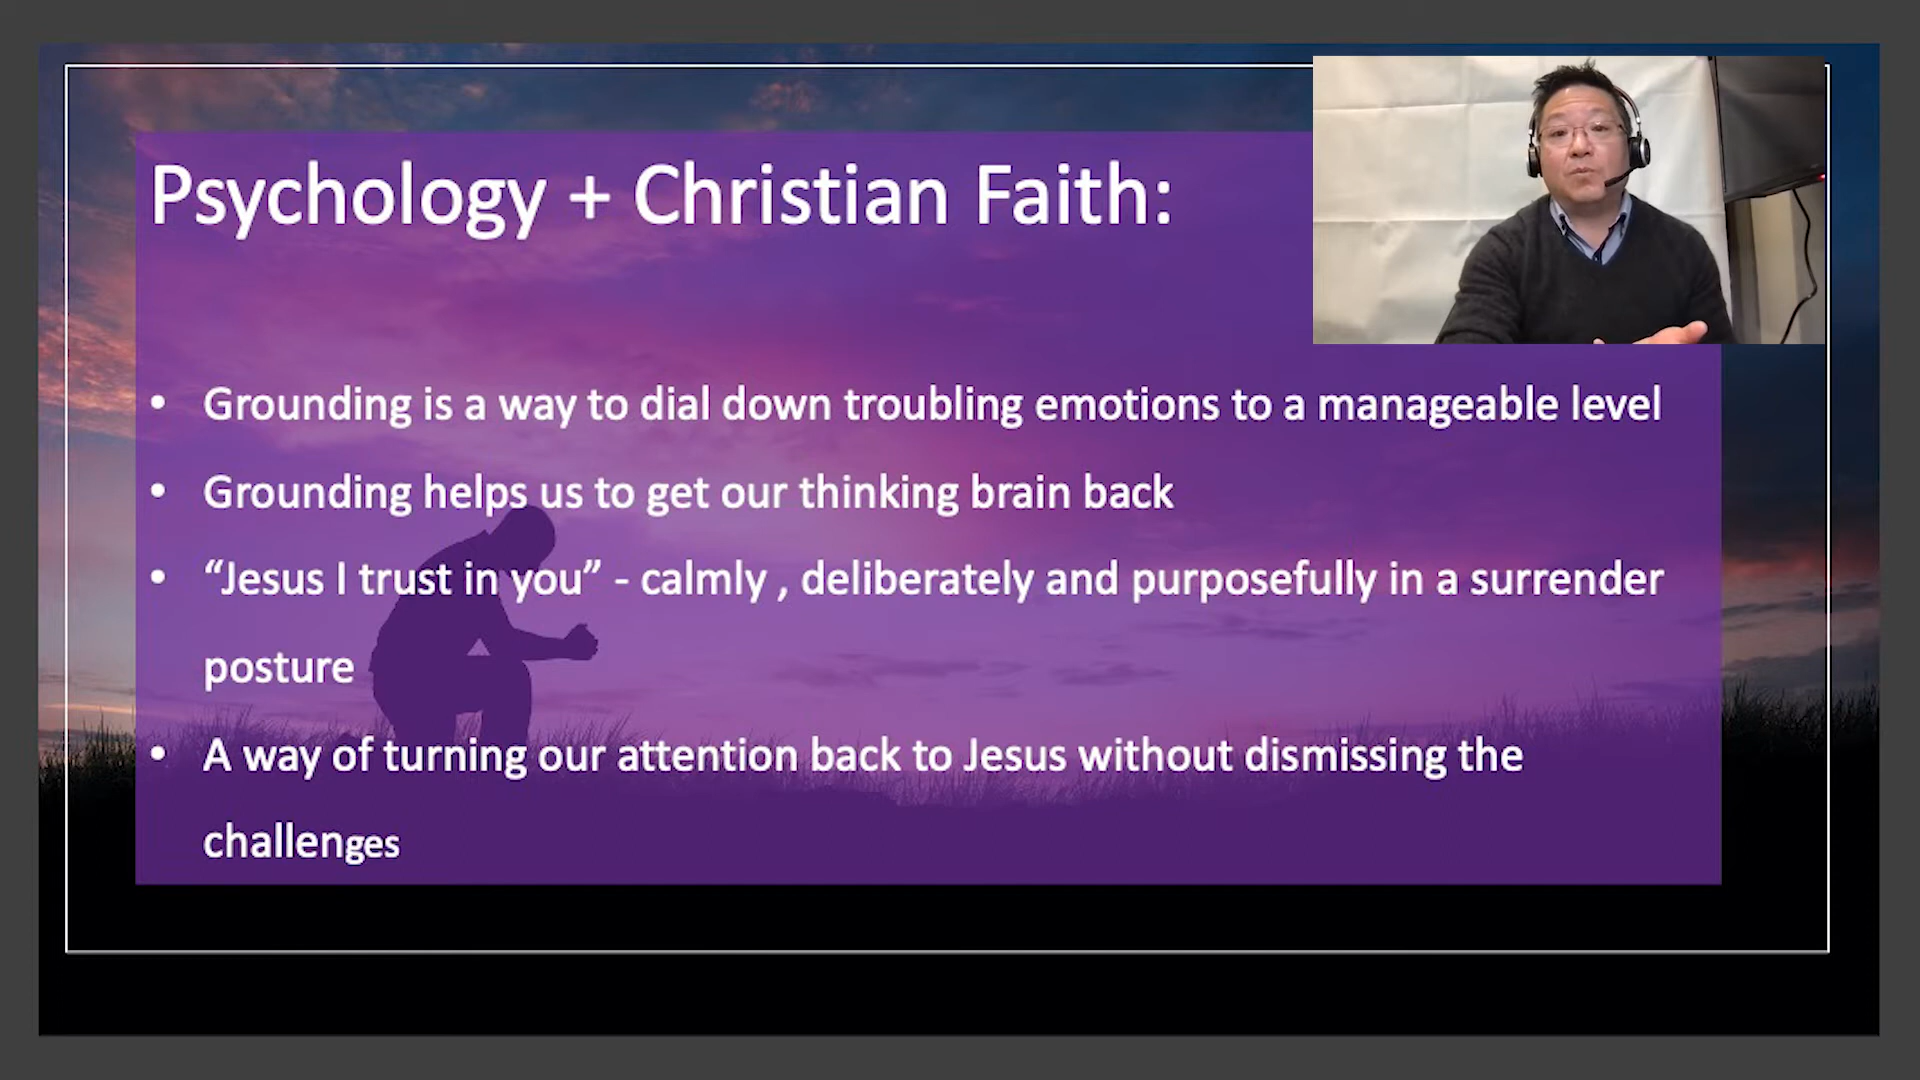 Psychology + Christian Faith:
• Grounding is a way to dial down troubling emotions to a manageable level
• Grounding helps us to get our thinking brain back
• “Jesus I trust in you” - calmly , deliberately and purposefully in a surrender
posture
• A way of turning our attention back to Jesus without dismissing the
challenges